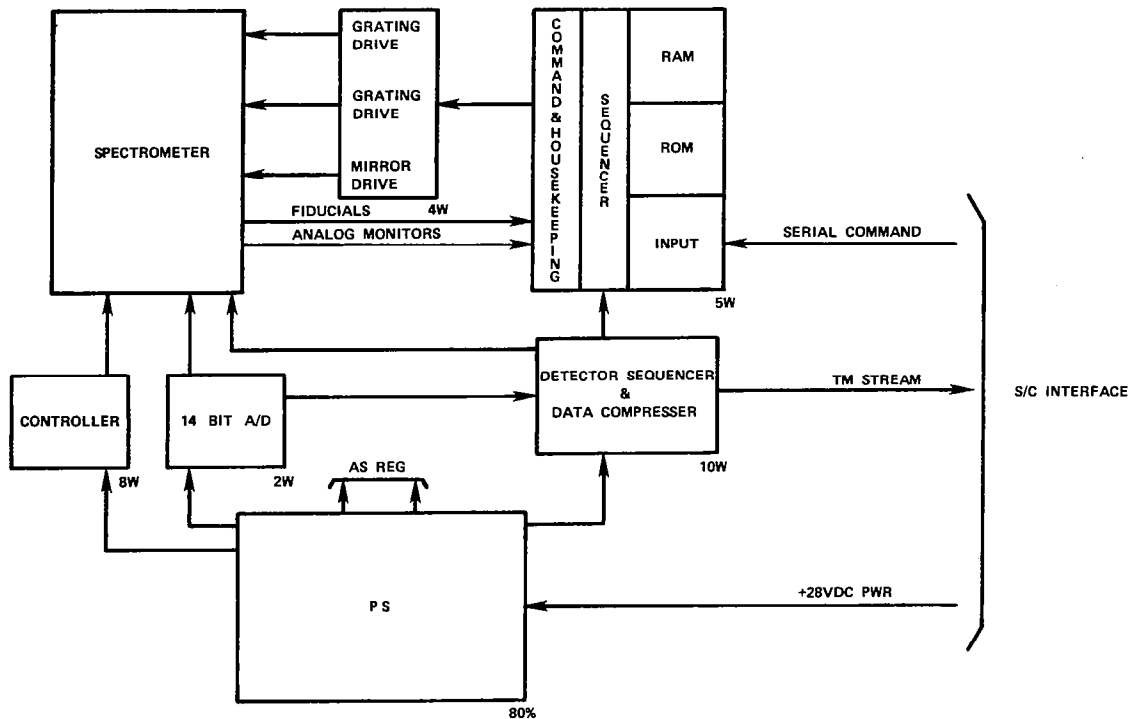 GRATING
DRIVE
GRATING
DRIVE
MIRROR
DRIVE
4W
SPECTROMETER
FIDUCIALS
ANALOG MONITORS
COMMAND & HOUSEKEEPING
SEQUENCER
RAM
ROM
INPUT
5W
SERIAL COMMAND
CONTROLLER
8W
14 BIT A/D
2W
DETECTOR SEQUENCER
&
DATA COMPRESSER
10W
TM STREAM
S/C INTERFACE
AS REG
PS
80%
+28VDC PWR